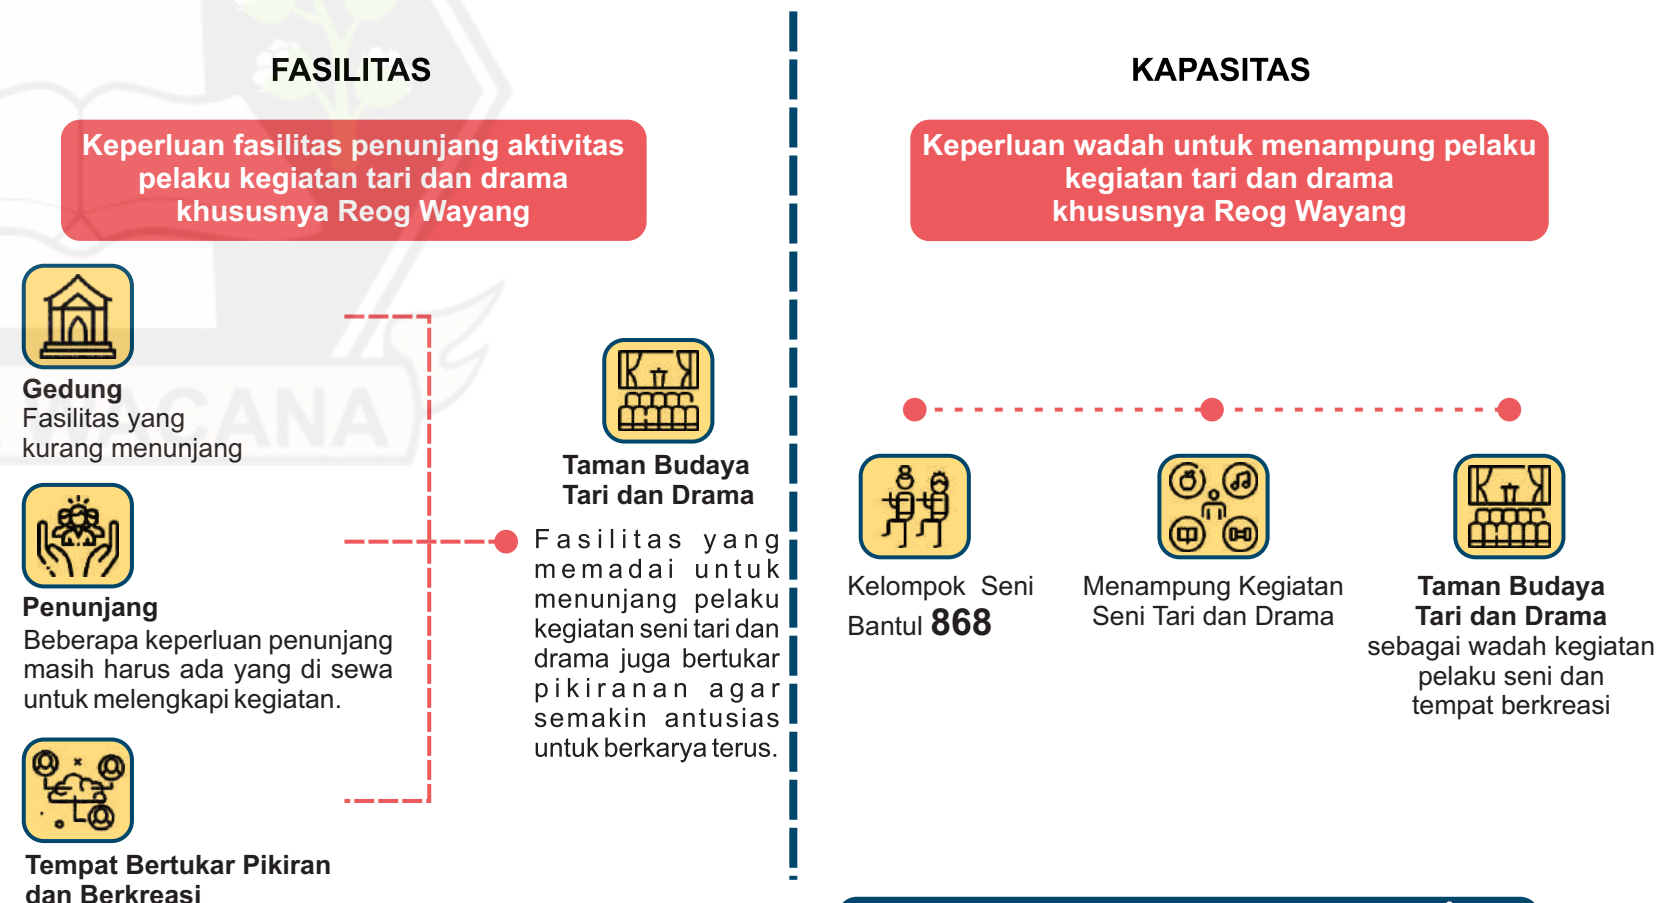 FASILITAS
Keperluan fasilitas penunjang aktivitas
pelaku kegiatan tari dan drama
khususnya Reog Wayang
Gedung
Fasilitas yang
kurang menunjang
Penunjang
Beberapa keperluan penunjang
masih harus ada yang di sewa
untuk melengkapi kegiatan.
Tempat Bertukar Pikiran
dan Berkreasi
Taman Budaya
Tari dan Drama
Fasilitas yang
memadai untuk
menunjang pelaku
kegiatan seni tari dan
drama juga bertukar
pikiranan agar
semakin antusias
untuk berkarya terus.
KAPASITAS
Keperluan wadah untuk menampung pelaku
kegiatan tari dan drama
khususnya Reog Wayang
Kelompok Seni
Bantul 868
Menampung Kegiatan
Seni Tari dan Drama
Taman Budaya
Tari dan Drama
sebagai wadah kegiatan
pelaku seni dan
tempat berkreasi
WACANA